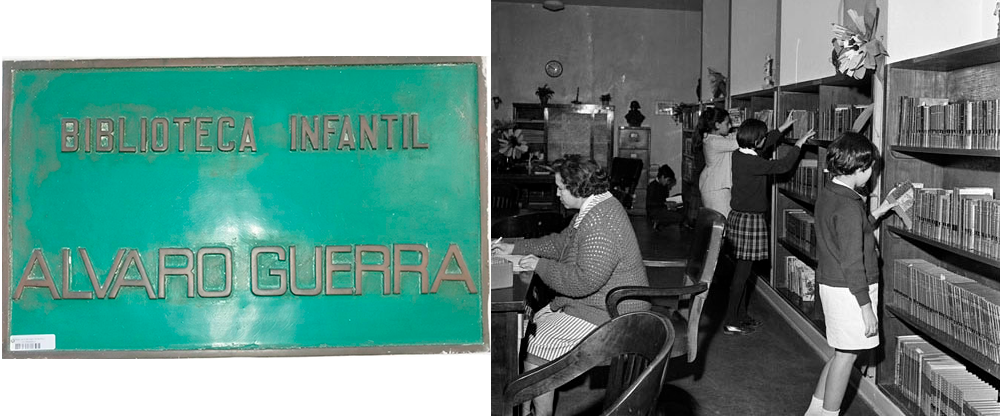 BIBLIOTECA INFANTIL
ALVARO GUERRA